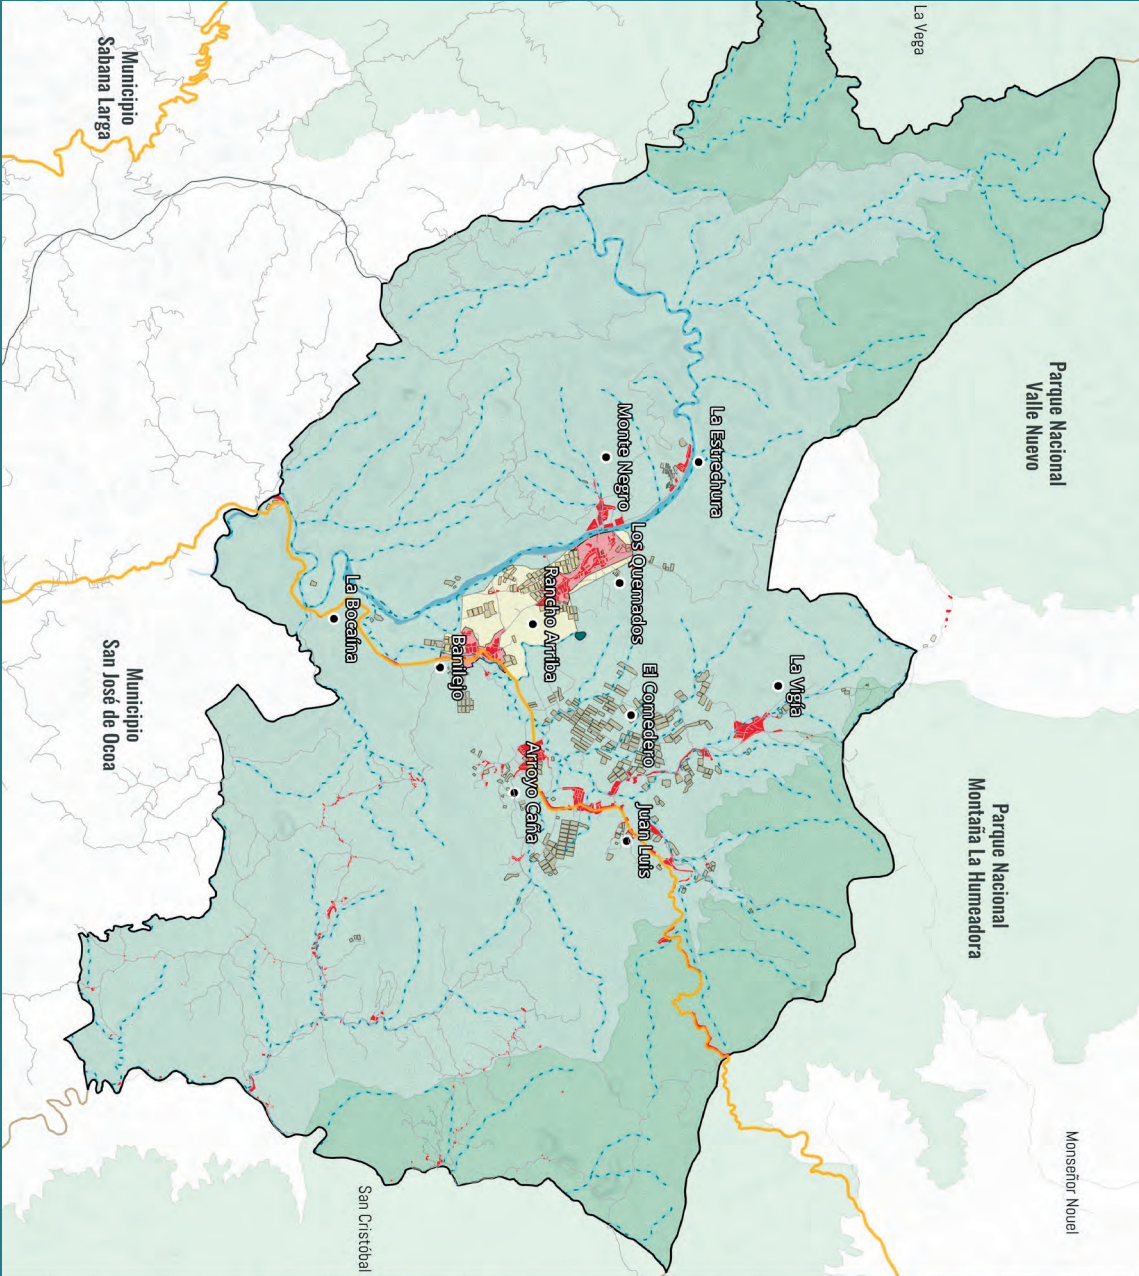 La Vega
Parque Nacional
Valle Nuevo
Parque Nacional
Montaña La Humeadora
Monseñor Nouel
La Vigía
La Estrechura
Monte Negro
Los Quemados
El Comedero
Juan Luis
Rancho Arriba
Arroyo Caña
Banilejo
La Bocaína
San Cristóbal
Municipio
Sabana Larga
Municipio
San José de Ocoa